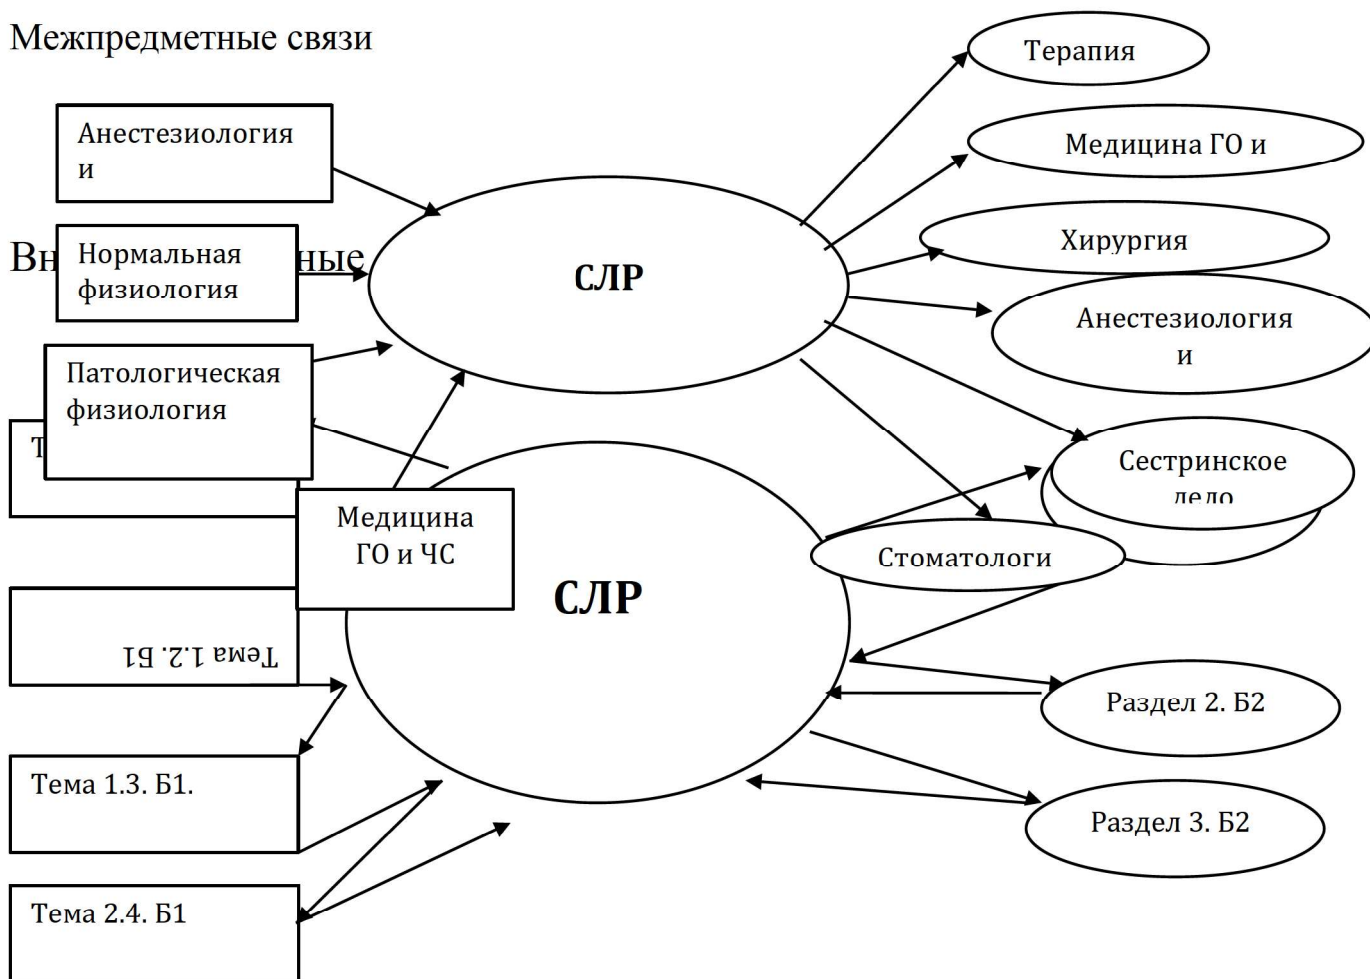 Межпредметные связи
Терапия
Анестезиология
и
Медицина ГО и
Нормальная
физиология
СЛР
Хирургия
Анестезиология
и
Патологическая
физиология
Сестринское
дело
Медицина
ГО и ЧС
Стоматологи
СЛР
Тема 1.2. Б1
Раздел 2. Б2
Тема 1.3. Б1.
Раздел 3. Б2
Тема 2.4. Б1